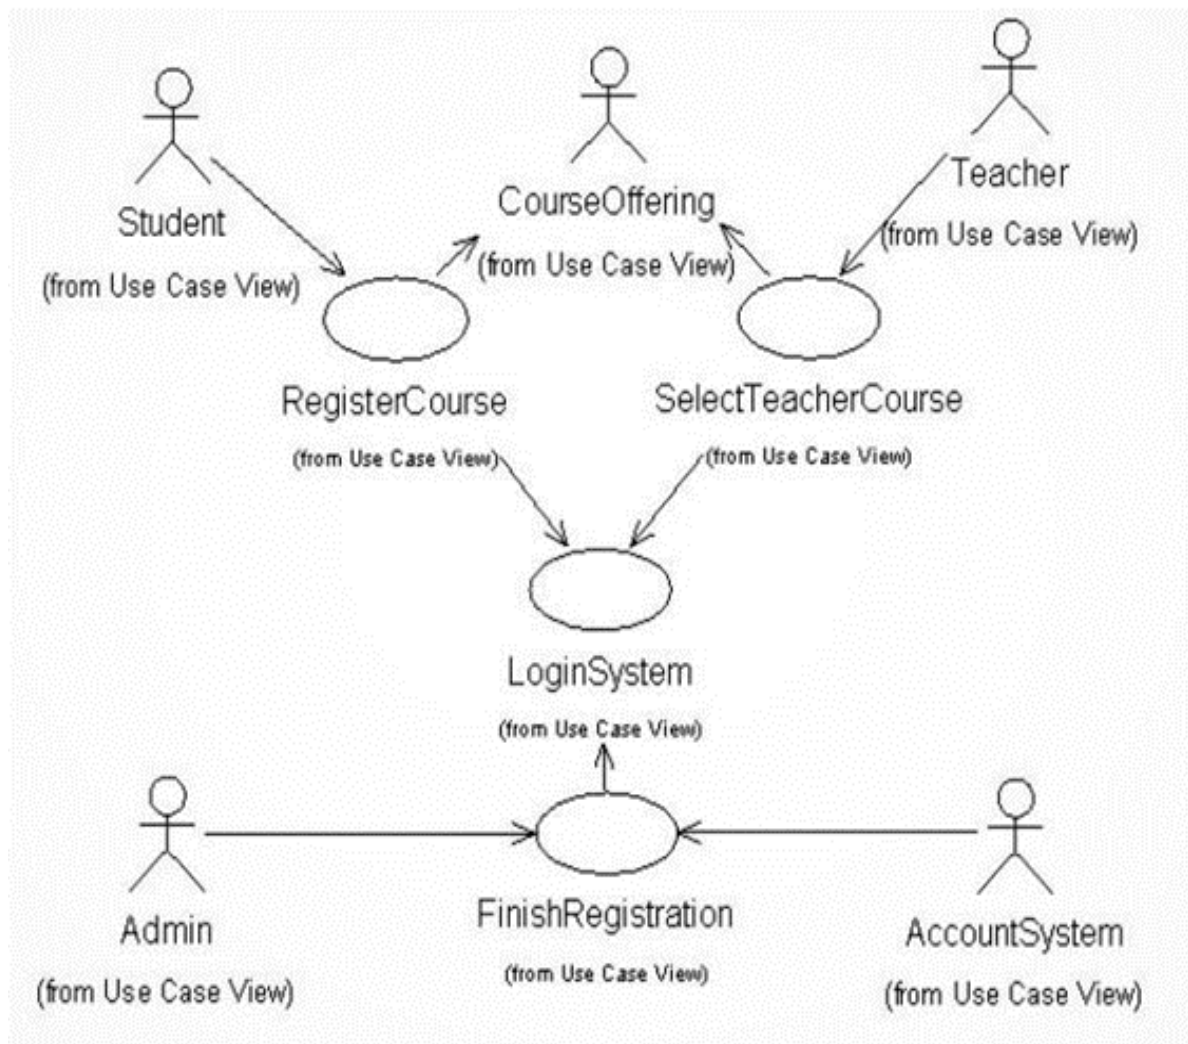 Teacher
(from Use Case View)
CourseOffering
(from Use Case View)
Student
(from Use Case View)
RegisterCourse
(from Use Case View)
SelectTeacherCourse
(from Use Case View)
LoginSystem
(from Use Case View)
Admin
(from Use Case View)
FinishRegistration
(from Use Case View)
AccountSystem
(from Use Case View)